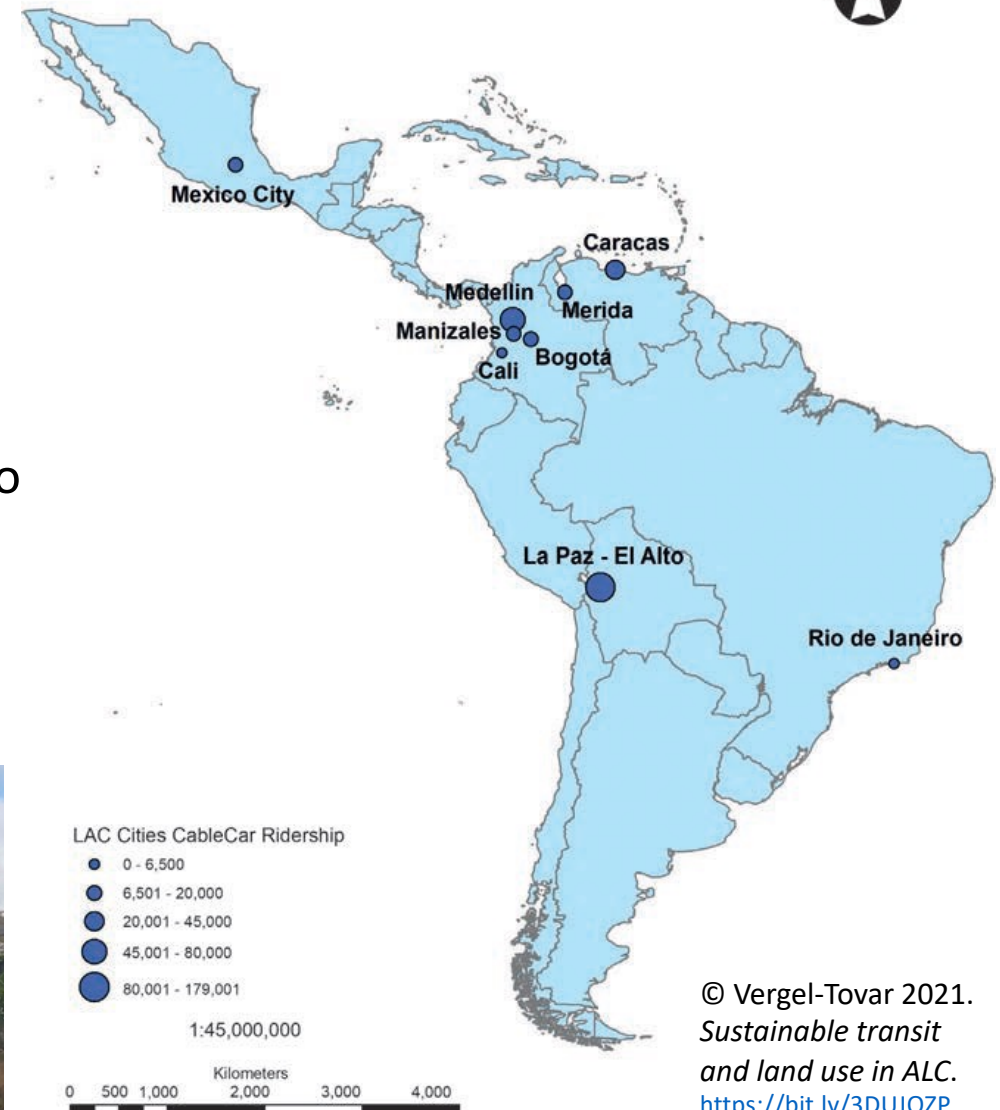 Mexico City
Caracas
Medellin
Merida
Manizales
Bogotá
Cali
o
La Paz - El Alto
Rio de Janeiro
LAC Cities CableCar Ridership
0 - 6,500
6,501 - 20,000
20,001 - 45,000
45,001 - 80,000
80,001 - 179,001
1:45,000,000
Kilometers
0 500 1,000 2,000 3,000 4,000
© Vergel-Tovar 2021.
Sustainable transit
and land use in ALC.